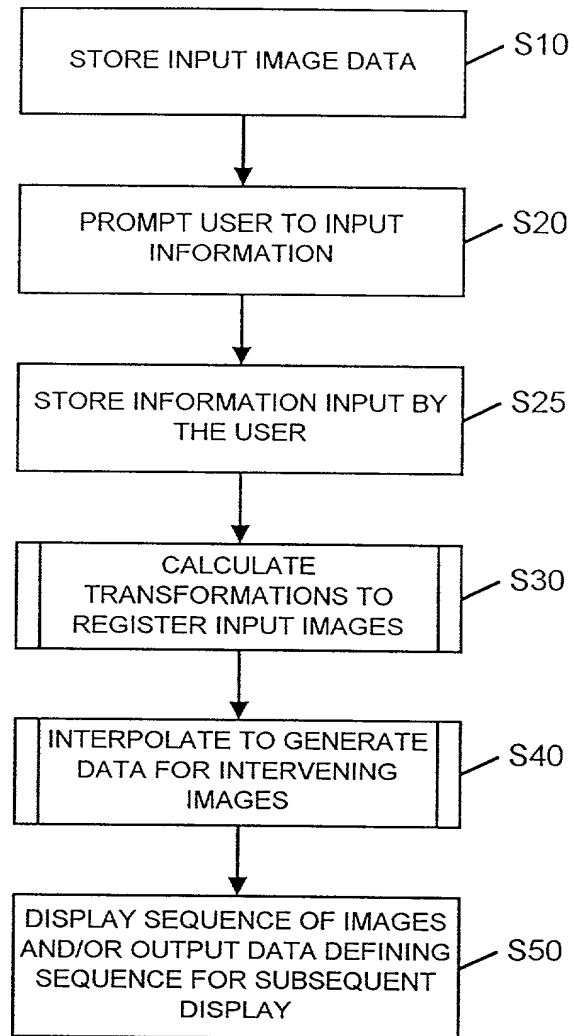 STORE INPUT IMAGE DATA
S10
PROMPT USER TO INPUT
INFORMATION
S20
STORE INFORMATION INPUT BY
THE USER
S25
CALCULATE
TRANSFORMATIONS TO
REGISTER INPUT IMAGES
S30
INTERPOLATE TO GENERATE
DATA FOR INTERVENING
IMAGES
S40
DISPLAY SEQUENCE OF IMAGES
AND/OR OUTPUT DATA DEFINING
SEQUENCE FOR SUBSEQUENT
DISPLAY
S50